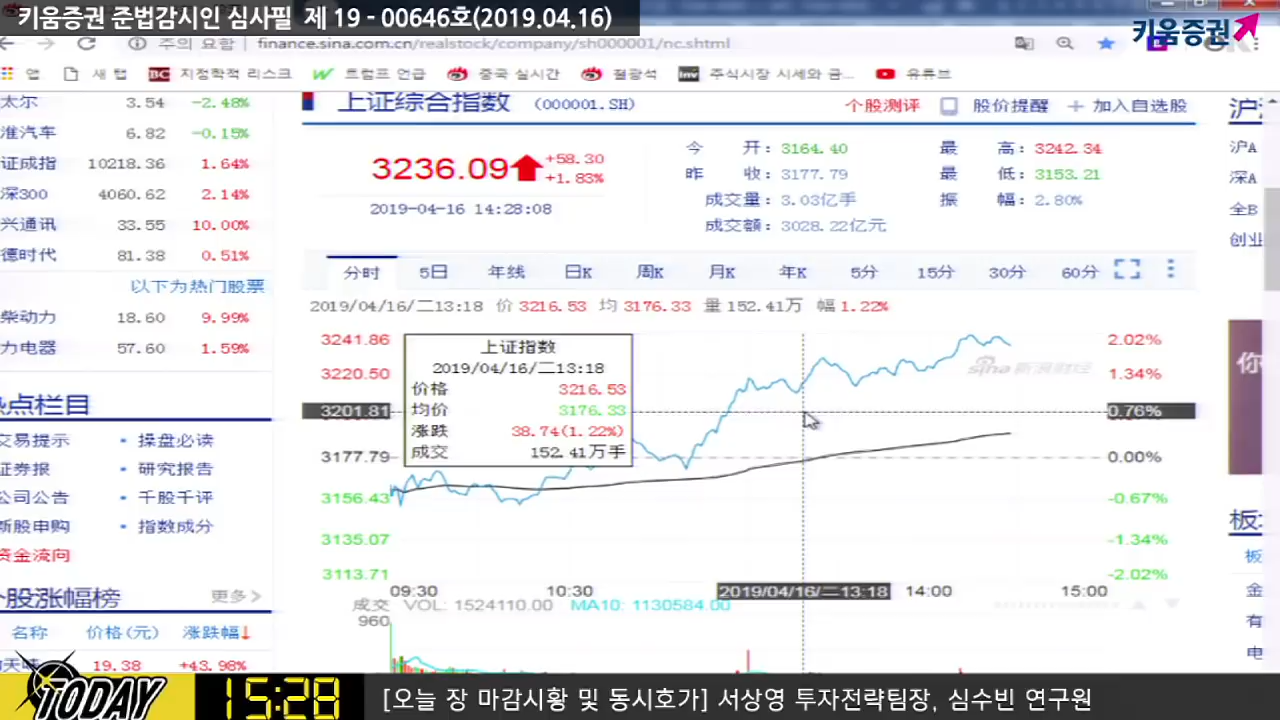 키움증권 준법감시인 심사필 제 19 - 00646호(2019.04.16)
키움증권
주의 요함 finance.sina.com.cn/realstock/company/sh000001/nc.shtml
앱 새 탭 BC 지정학적 리스크 트럼프 언급 중국 실시간 철광석 Inv 주식시장 시세와 금... 유튜브
太尔 3.54 -2.48%
淮汽车 6.82 -0.15%
证成指 10218.36 1.64%
深300 4060.62 2.14%
兴通讯 33.55 10.00%
德时代 81.38 0.51%
以下为热门股票
柴动力 18.60 9.99%
力电器 57.60 1.59%
热点栏目
交易提示 • 操盘必读
证券报 • 研究报告
公司公告 • 千股千评
新股申购 • 指数成分
资金流向
个股涨幅榜 更多>
名称 价格(元) 涨跌幅↓
19.38 +43.98%
上证综合指数 (000001.SH) 个股测评 股价提醒 + 加入自选股
3236.09 +58.30 +1.83%
2019-04-16 14:28:08
今 开: 3164.40 最 高: 3242.34
昨 收: 3177.79 最 低: 3153.21
成交量: 3.03亿手 振 幅: 2.80%
成交额: 3028.22亿元
分时 5日 年线 日K 周K 月K 年K 5分 15分 30分 60分
2019/04/16/二13:18 价 3216.53 均 3176.33 量 152.41万 幅 1.22%
3241.86 2.02%
3220.50 1.34%
3201.81 0.76%
3177.79 0.00%
3156.43 -0.67%
3135.07 -1.34%
3113.71 -2.02%
上证指数
2019/04/16/二13:18
价格 3216.53
均价 3176.33
涨跌 38.74(1.22%)
成交 152.41万手
sina 新浪财经
09:30 10:30 2019/04/16/二13:18 14:00 15:00
成交 VOL: 1524110.00 MA10: 1130584.00
960
沪A
深A
全B
创业
你
板
板
金
有
电
TODAY 15:28 [오늘 장 마감시황 및 동시호가] 서상영 투자전략팀장, 심수빈 연구원